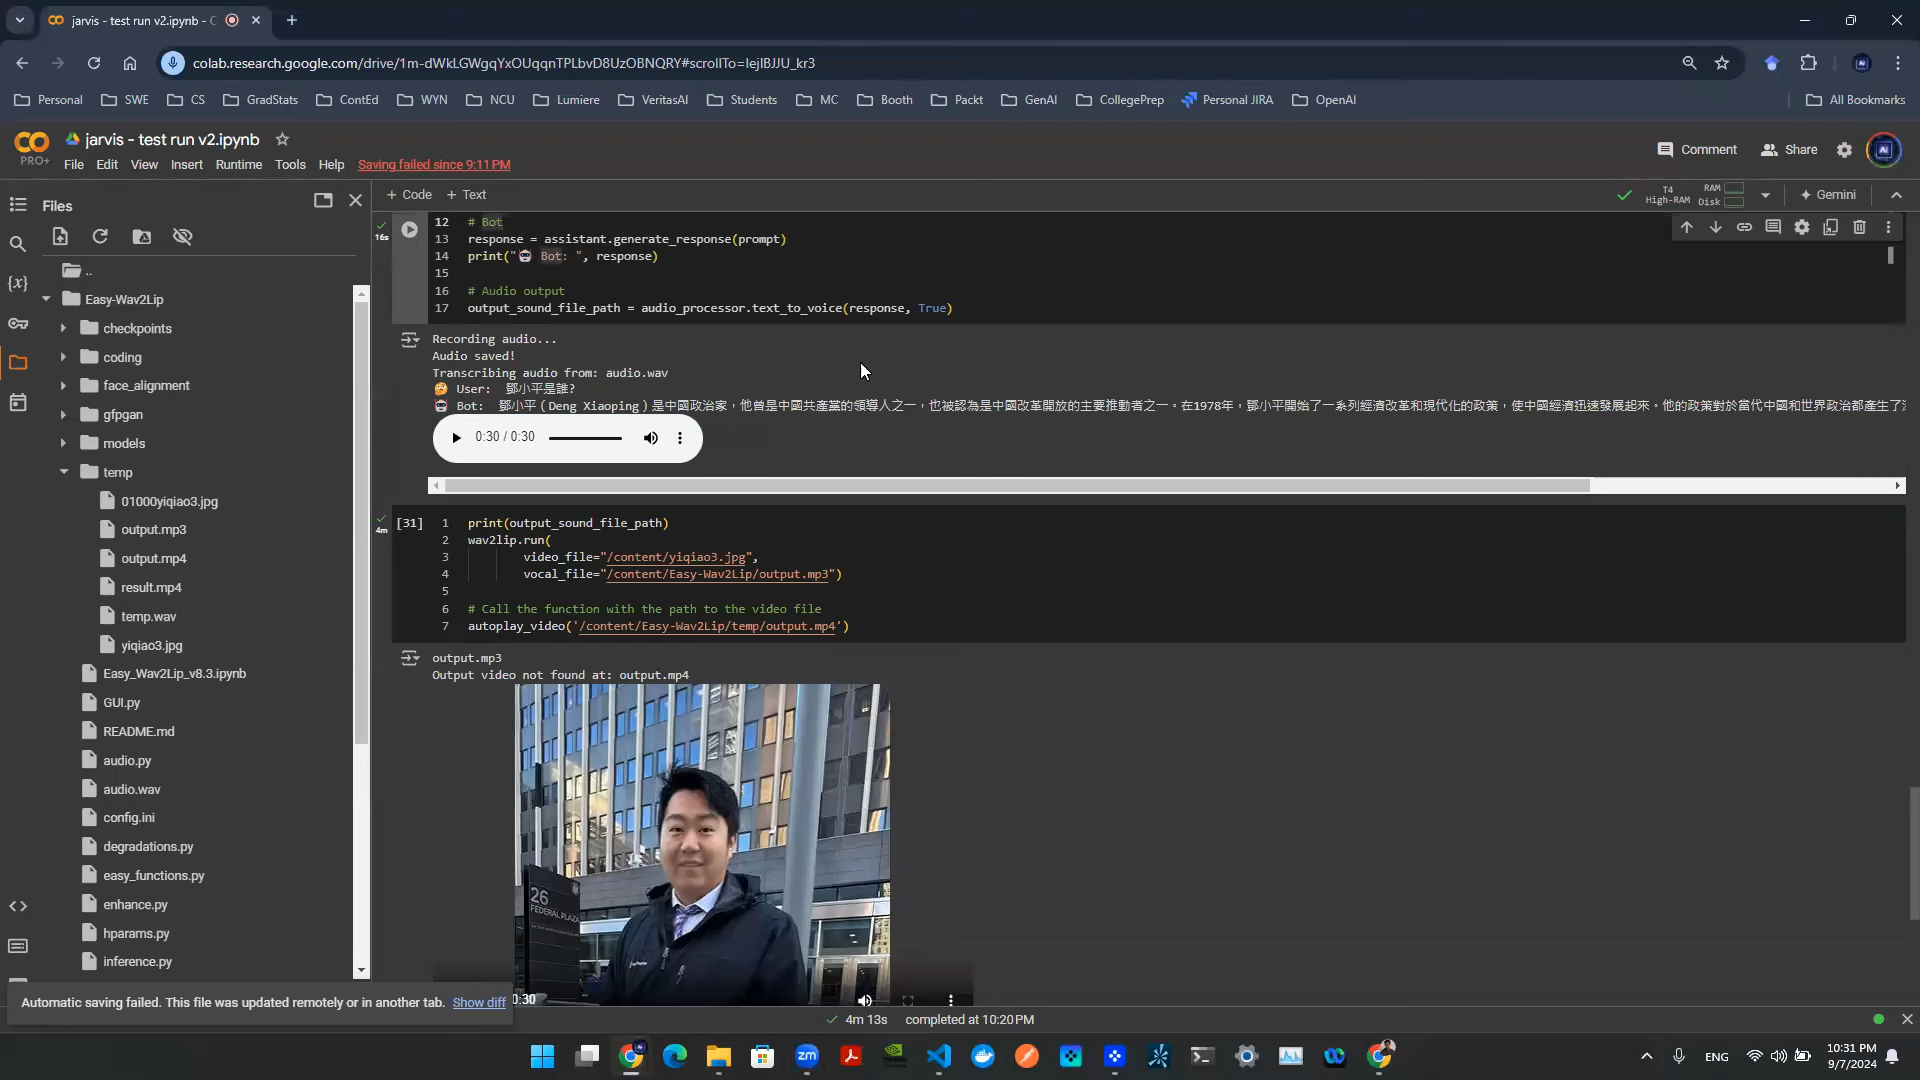 jarvis - test run v2.ipynb - C
colab.research.google.com/drive/1m-dWkLGWgqYxOUqqnTPLbvD8UzOBNQRY#scrollTo=IejlBJJU_kr3
Personal SWE CS GradStats ContEd WYN NCU Lumiere VeritasAI Students MC Booth Packt GenAI CollegePrep Personal JIRA OpenAI All Bookmarks
CO
PRO+
jarvis - test run v2.ipynb
File Edit View Insert Runtime Tools Help Saving failed since 9:11 PM
Comment Share
Files
+ Code + Text
T4
High-RAM
RAM
Disk
Gemini
..
Easy-Wav2Lip
checkpoints
coding
face_alignment
gfpgan
models
temp
01000yiqiao3.jpg
output.mp3
output.mp4
result.mp4
temp.wav
yiqiao3.jpg
Easy_Wav2Lip_v8.3.ipynb
GUI.py
README.md
audio.py
audio.wav
config.ini
degradations.py
easy_functions.py
enhance.py
hparams.py
inference.py
16s
12 # Bot
13 response = assistant.generate_response(prompt)
14 print("🤖 Bot: ", response)
15
16 # Audio output
17 output_sound_file_path = audio_processor.text_to_voice(response, True)
Recording audio...
Audio saved!
Transcribing audio from: audio.wav
🤔 User: 鄧小平是誰?
🤖 Bot: 鄧小平（Deng Xiaoping）是中國政治家，他曾是中國共產黨的領導人之一，也被認為是中國改革開放的主要推動者之一。在1978年，鄧小平開始了一系列經濟改革和現代化的政策，使中國經濟迅速發展起來。他的政策對於當代中國和世界政治都產生了
0:30 / 0:30
4m
[31] 1 print(output_sound_file_path)
2 wav2lip.run(
3 video_file="/content/yiqiao3.jpg",
4 vocal_file="/content/Easy-Wav2Lip/output.mp3")
5
6 # Call the function with the path to the video file
7 autoplay_video('/content/Easy-Wav2Lip/temp/output.mp4')
output.mp3
Output video not found at: output.mp4
26
FEDERAL PLAZA
0:30
Automatic saving failed. This file was updated remotely or in another tab. Show diff
4m 13s completed at 10:20 PM
zm
ENG
10:31 PM
9/7/2024